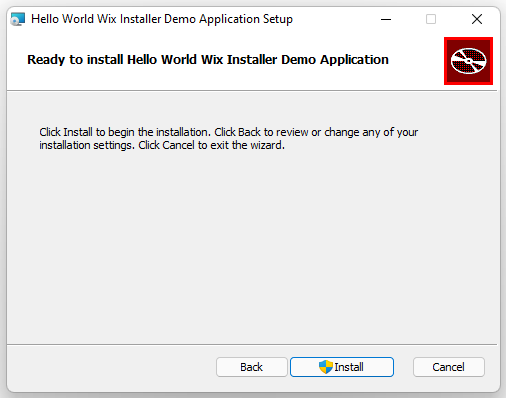 Hello World Wix Installer Demo Application Setup
Ready to install Hello World Wix Installer Demo Application
Click Install to begin the installation. Click Back to review or change any of your
installation settings. Click Cancel to exit the wizard.
Back Install Cancel